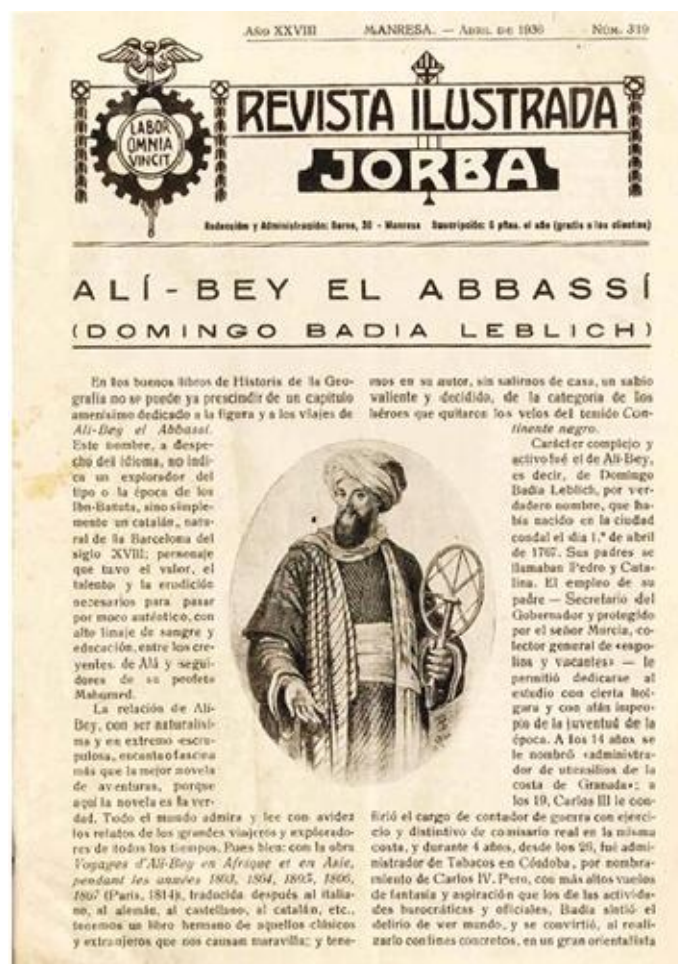 AÑO XXVIII MANRESA. — ABRIL DE 1936 NÚM. 319
LABOR
OMNIA
VINCIT
REVISTA ILUSTRADA
JORBA
Redacción y Administración: Borne, 30 - Manresa Suscripción: 5 ptas. el año (gratis a los clientes)
ALÍ-BEY EL ABBASSÍ
(DOMINGO BADIA LEBLICH)
En los buenos libros de Historia de la Geo-
grafía no se puede ya prescindir de un capítulo
amenísimo dedicado a la figura y a los viajes de
Alí-Bey el Abbassí.
Este nombre, a despe-
cho del idioma, no indi-
ca un explorador del
tipo o la época de los
Ibn-Batuta, sino simple-
mente un catalán, natu-
ral de la Barcelona del
siglo XVIII; personaje
que tuvo el valor, el
talento y la erudición
necesarios para pasar
por moro auténtico, con
alto linaje de sangre y
educación, entre los cre-
yentes de Alá y segui-
dores de su profeta
Mahomed.
La relación de Alí-
Bey, con ser naturalísi-
ma y en extremo escru-
pulosa, encanta o fascina
más que la mejor novela
de aventuras, porque
aquí la novela es la ver-
dad. Todo el mundo admira y lee con avidez
los relatos de los grandes viajeros y explorado-
res de todos los tiempos. Pues bien: con la obra
Voyages d'Alí-Bey en Afrique et en Asie,
pendant les années 1803, 1804, 1805, 1806,
1807 (París, 1814), traducida después al italia-
no, al alemán, al castellano, al catalán, etc.,
tenemos un libro hermano de aquellos clásicos
y extranjeros que nos causan maravilla; y tene-
mos en su autor, sin salirnos de casa, un sabio
valiente y decidido, de la categoría de los
héroes que quitaron los velos del temido Con-
tinente negro.
Carácter complejo y
activo fué el de Alí-Bey,
es decir, de Domingo
Badia Leblich, por ver-
dadero nombre, que ha-
bía nacido en la ciudad
condal el día 1.º de abril
de 1767. Sus padres se
llamaban Pedro y Cata-
lina. El empleo de su
padre — Secretario del
Gobernador y protegido
por el señor Murcia, co-
lector general de «espo-
lios y vacantes» — le
permitió dedicarse al
estudio con cierta hol-
gura y con afán impro-
pio de la juventud de la
época. A los 14 años se
le nombró «administra-
dor de utensilios de la
costa de Granada»; a
los 19, Carlos III le con-
firió el cargo de contador de guerra con ejerci-
cio y distintivo de comisario real en la misma
costa, y durante 4 años, desde los 26, fué admi-
nistrador de Tabacos en Córdoba, por nombra-
miento de Carlos IV. Pero, con más altos vuelos
de fantasía y aspiración que los de las activida-
des burocráticas y oficiales, Badia sintió el
delirio de ver mundo, y se convirtió, al reali-
zarlo con fines concretos, en un gran orientalista